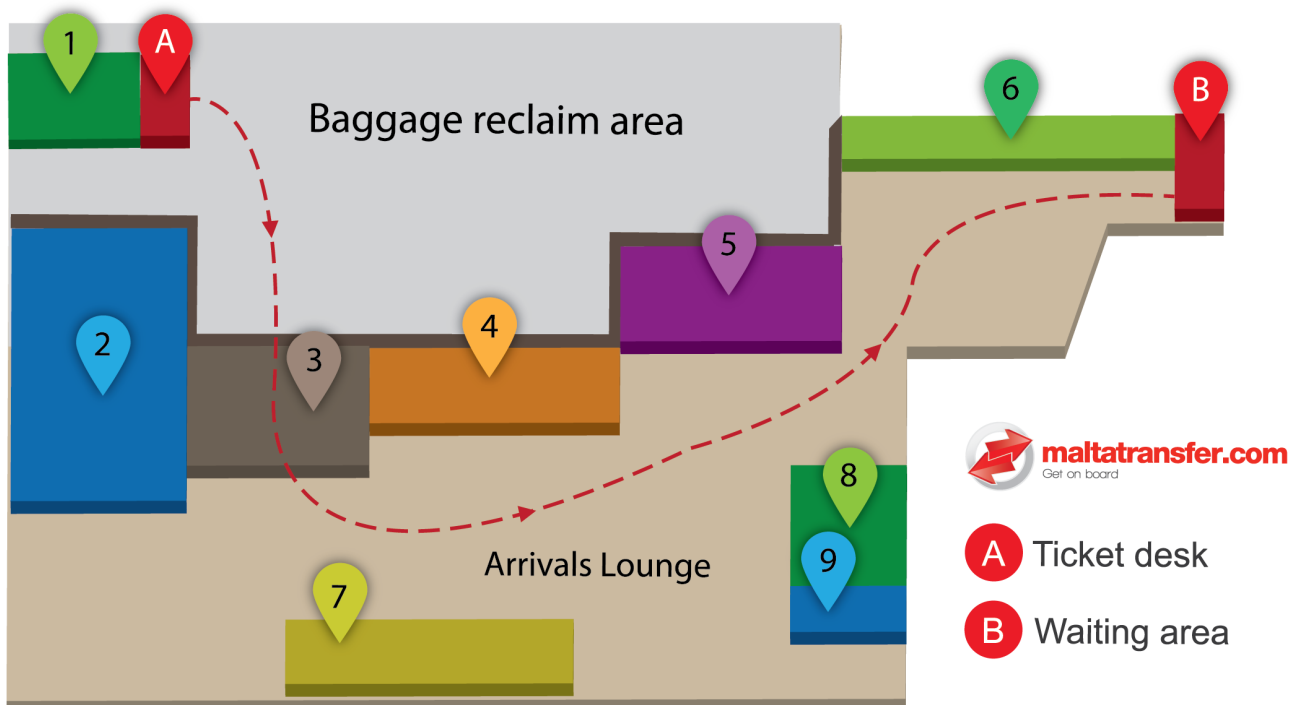 1
A
Baggage reclaim area
6
B
2
3
4
5
8
9
7
Arrivals Lounge
maltatransfer.com
Get on board
A Ticket desk
B Waiting area